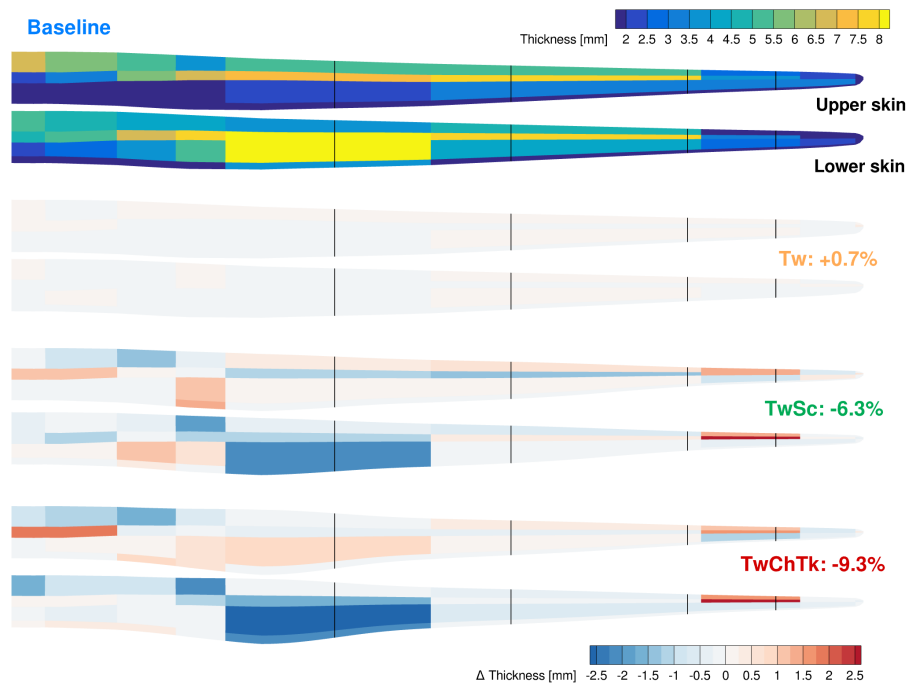 Baseline
Thickness [mm] 2 2.5 3 3.5 4 4.5 5 5.5 6 6.5 7 7.5 8
Upper skin
Lower skin
Tw: +0.7%
TwSc: -6.3%
TwChTk: -9.3%
Δ Thickness [mm] -2.5 -2 -1.5 -1 -0.5 0 0.5 1 1.5 2 2.5